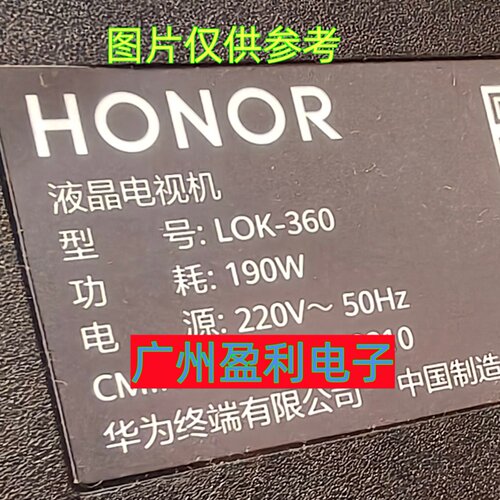 图片仅供参考
HONOR
液晶电视机
型 号: LOK-360
功 耗: 190W
电 源: 220V～ 50Hz
广州盈利电子
华为终端有限公司 中国制造